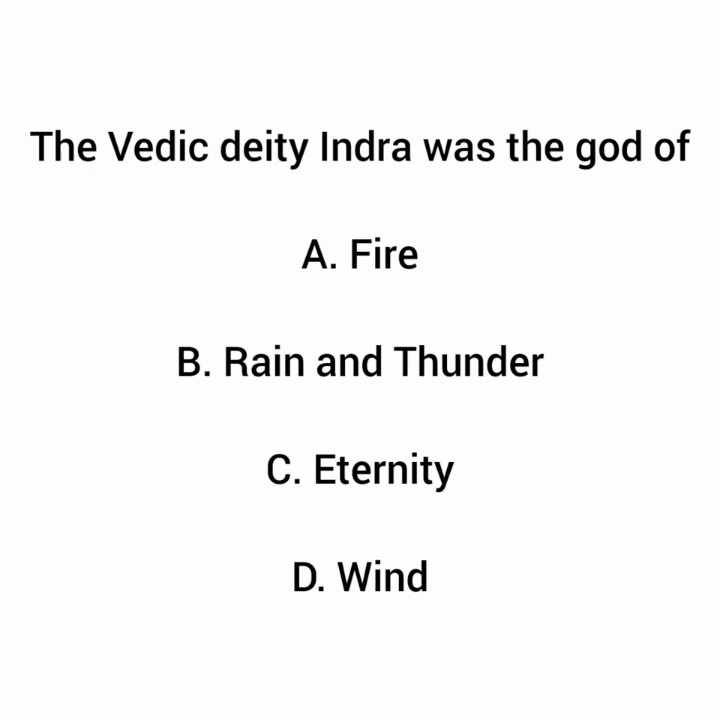 The Vedic deity Indra was the god of
A. Fire
B. Rain and Thunder
C. Eternity
D. Wind